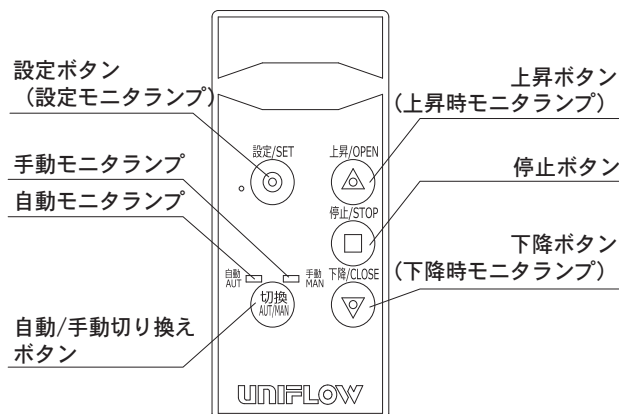 設定ボタン
（設定モニタランプ）
手動モニタランプ
自動モニタランプ
自動/手動切り換え
ボタン
設定/SET
上昇/OPEN
停止/STOP
自動
AUT
手動
MAN
下降/CLOSE
切換
AUT/MAN
UNIFLOW
上昇ボタン
（上昇時モニタランプ）
停止ボタン
下降ボタン
（下降時モニタランプ）